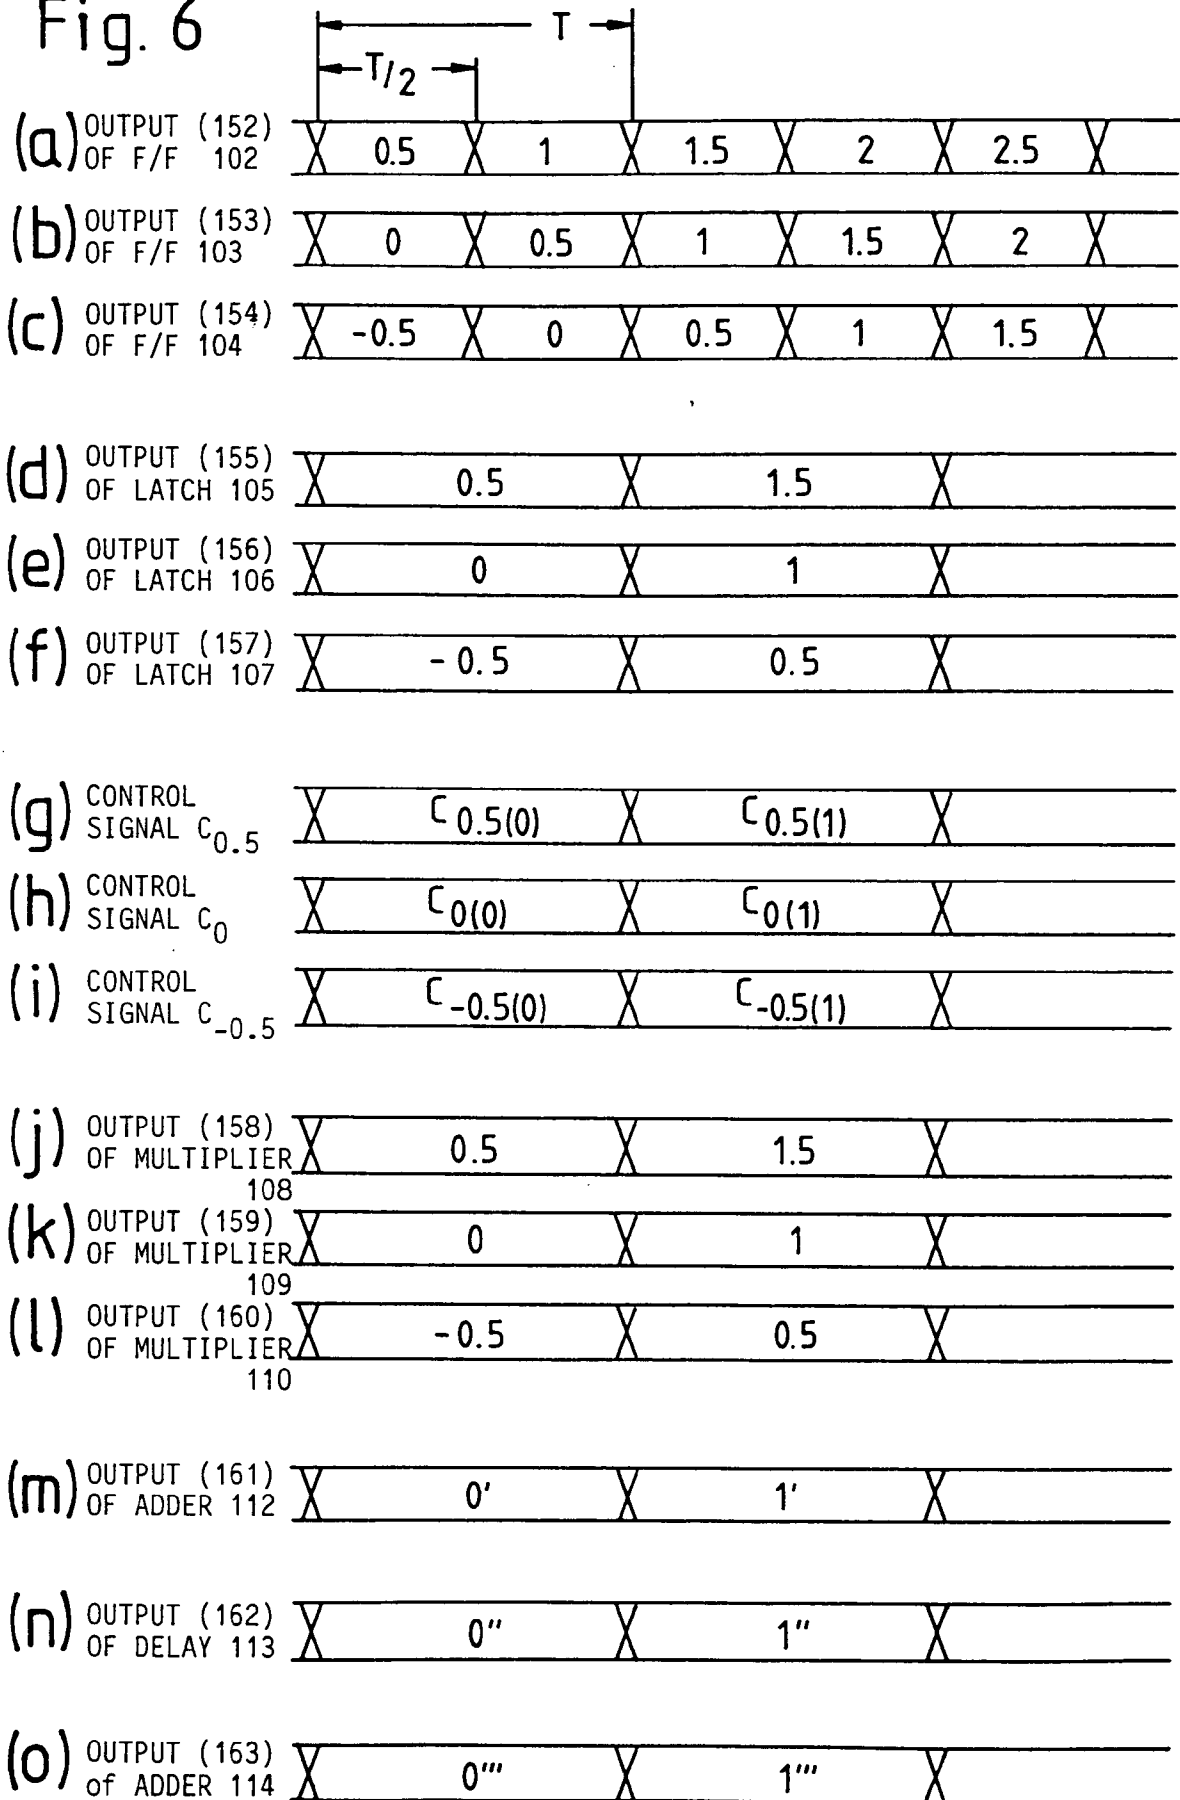 Fig. 6
T
T/2
(a) OUTPUT (152) OF F/F 102
0.5 1 1.5 2 2.5
(b) OUTPUT (153) OF F/F 103
0 0.5 1 1.5 2
(c) OUTPUT (154) OF F/F 104
-0.5 0 0.5 1 1.5
(d) OUTPUT (155) OF LATCH 105
0.5 1.5
(e) OUTPUT (156) OF LATCH 106
0 1
(f) OUTPUT (157) OF LATCH 107
-0.5 0.5
(g) CONTROL SIGNAL C0.5
C0.5(0) C0.5(1)
(h) CONTROL SIGNAL C0
C0(0) C0(1)
(i) CONTROL SIGNAL C-0.5
C-0.5(0) C-0.5(1)
(j) OUTPUT (158) OF MULTIPLIER 108
0.5 1.5
(k) OUTPUT (159) OF MULTIPLIER 109
0 1
(l) OUTPUT (160) OF MULTIPLIER 110
-0.5 0.5
(m) OUTPUT (161) OF ADDER 112
0' 1'
(n) OUTPUT (162) OF DELAY 113
0" 1"
(o) OUTPUT (163) of ADDER 114
0"' 1"'